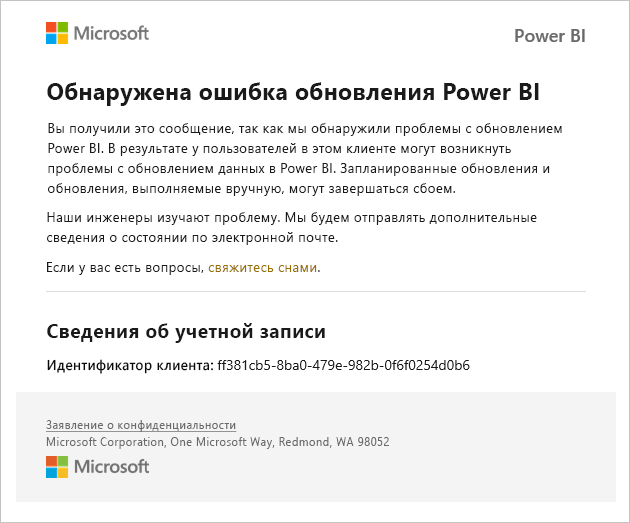 Microsoft
Power BI
Обнаружена ошибка обновления Power BI
Вы получили это сообщение, так как мы обнаружили проблемы с обновлением
Power BI. В результате у пользователей в этом клиенте могут возникнуть
проблемы с обновлением данных в Power BI. Запланированные обновления и
обновления, выполняемые вручную, могут завершаться сбоем.
Наши инженеры изучают проблему. Мы будем отправлять дополнительные
сведения о состоянии по электронной почте.
Если у вас есть вопросы, свяжитесь снами.
Сведения об учетной записи
Идентификатор клиента: ff381cb5-8ba0-479e-982b-0f6f0254d0b6
Заявление о конфиденциальности
Microsoft Corporation, One Microsoft Way, Redmond, WA 98052
Microsoft